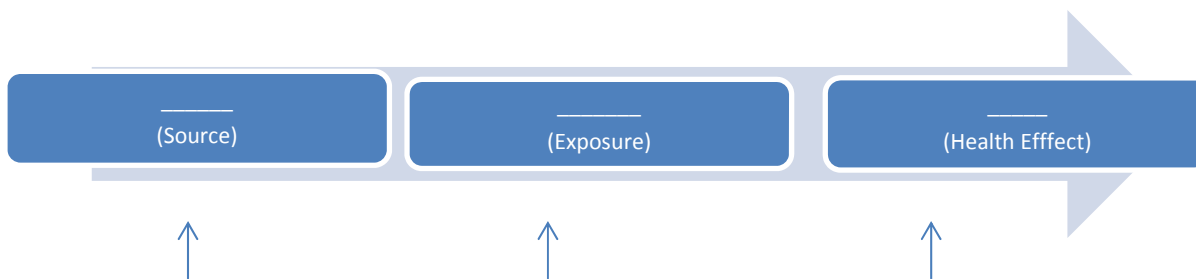 ______
(Source)
_______
(Exposure)
_____
(Health Efffect)